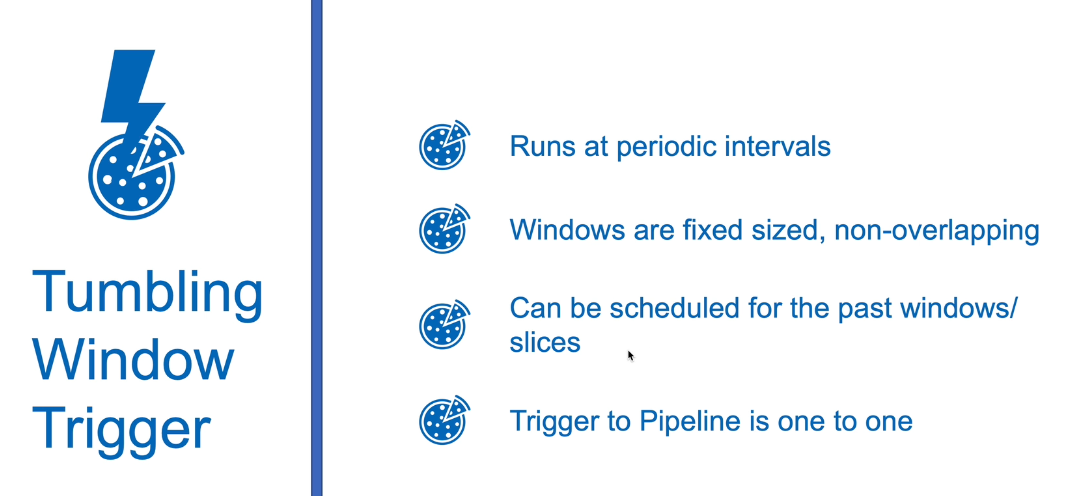 Tumbling
Window
Trigger
Runs at periodic intervals
Windows are fixed sized, non-overlapping
Can be scheduled for the past windows/
slices
Trigger to Pipeline is one to one